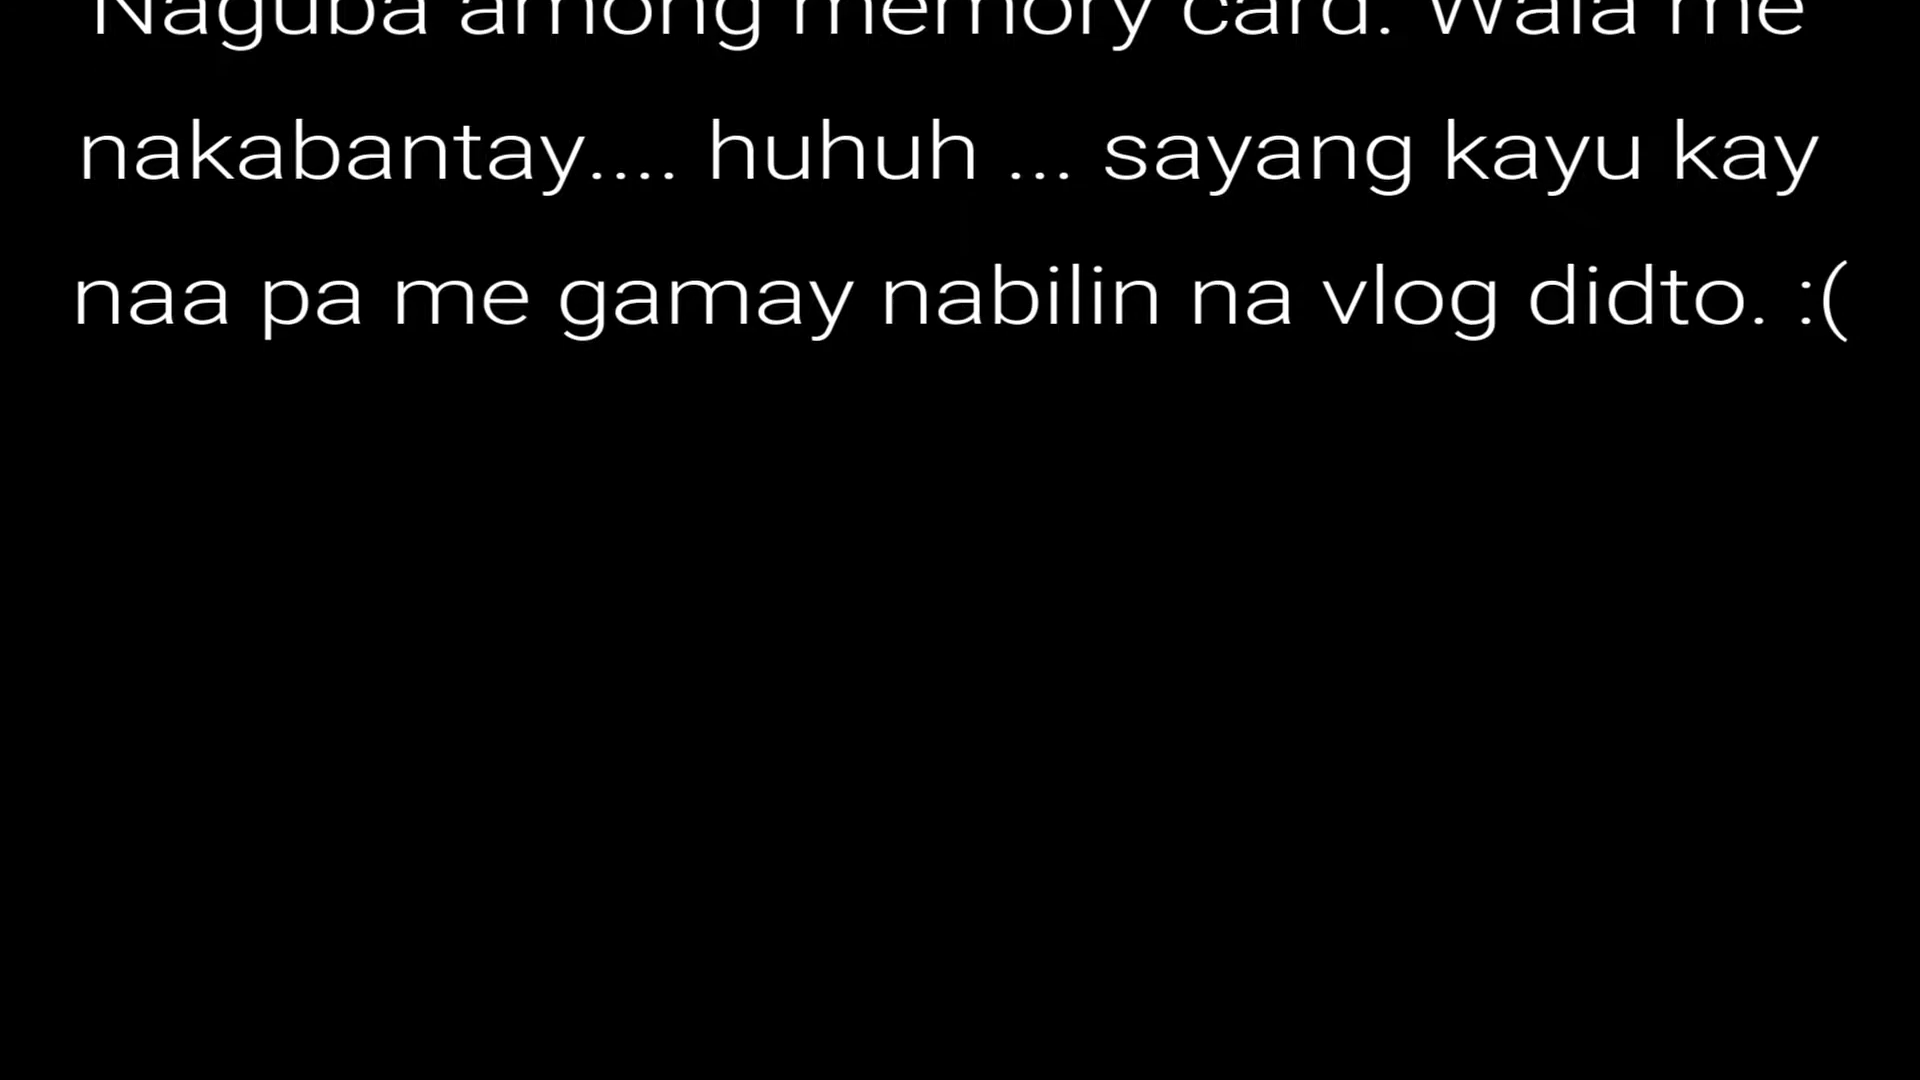 Naguba among memory card. Wala me
nakabantay.... huhuh ... sayang kayu kay
naa pa me gamay nabilin na vlog didto. :(